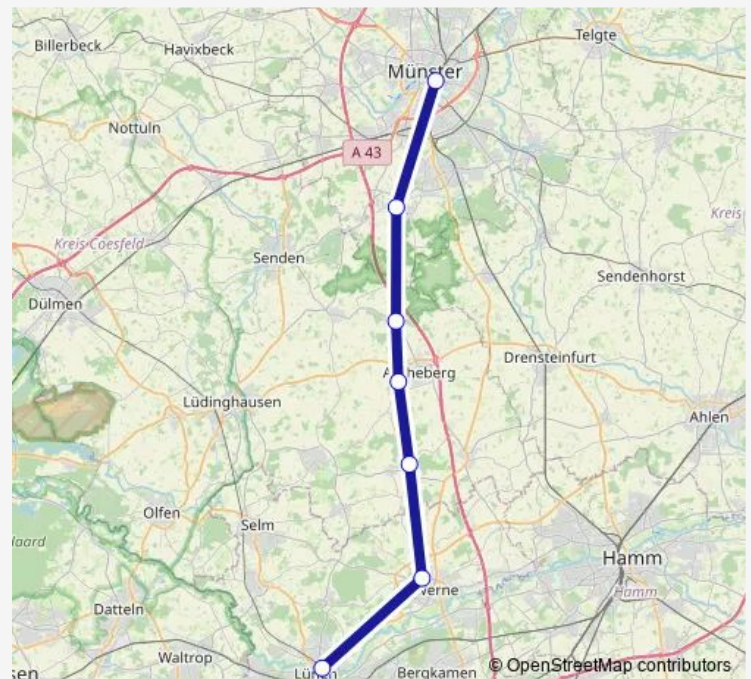 Billerbeck
Havixbeck
Telgte
Münster
Nottuln
A 43
Kreis
Kreis Coesfeld
Senden
Sendenhorst
Dülmen
Drensteinfurt
Lüdinghausen
Ahlen
Olfen
Selm
Hamm
Hamm
Datteln
Waltrop
Bergkamen
© OpenStreetMap contributors